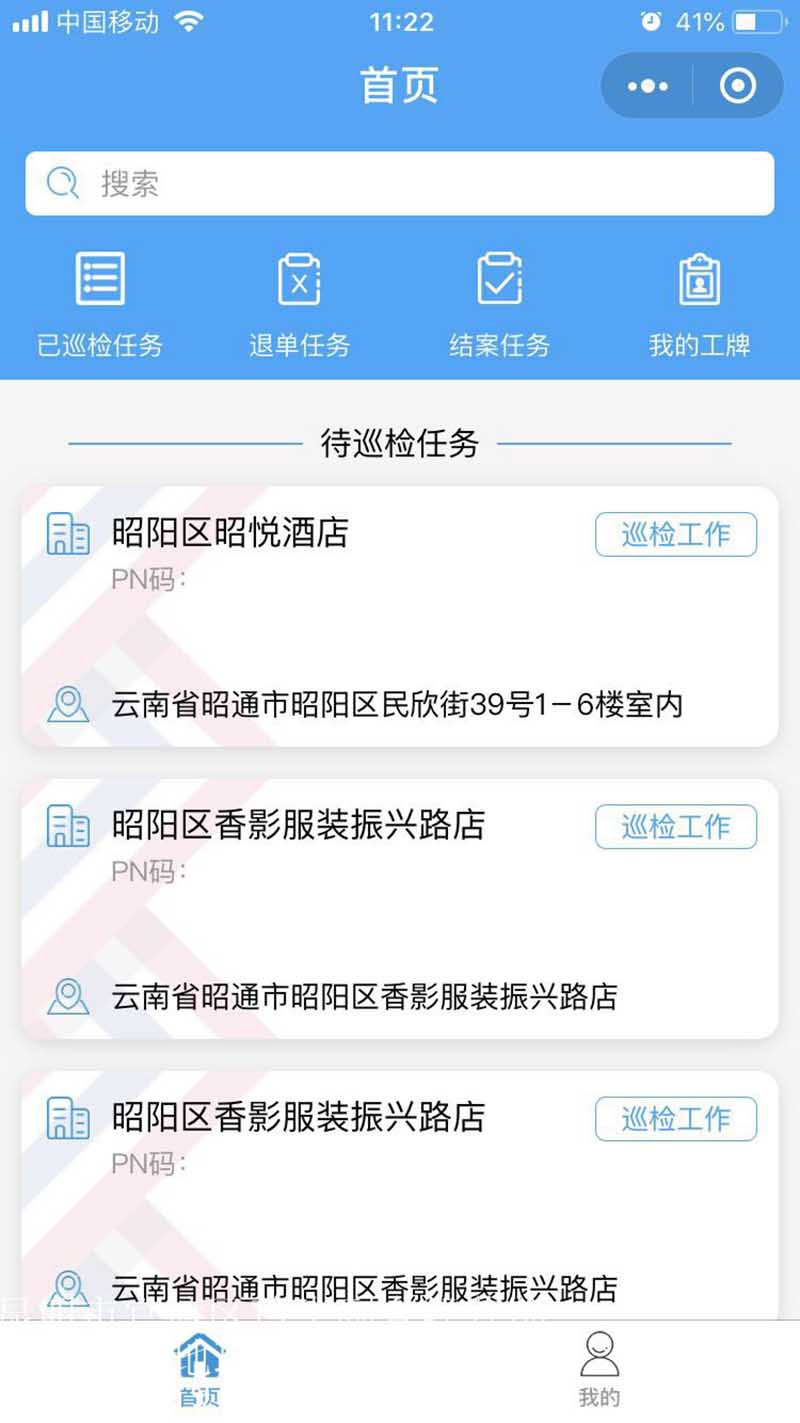 中国移动 11:22 41%
首页
搜索
已巡检任务 退单任务 结案任务 我的工牌
待巡检任务
昭阳区昭悦酒店 巡检工作
PN码:
云南省昭通市昭阳区民欣街39号1－6楼室内
昭阳区香影服装振兴路店 巡检工作
PN码:
云南省昭通市昭阳区香影服装振兴路店
昭阳区香影服装振兴路店 巡检工作
PN码:
云南省昭通市昭阳区香影服装振兴路店
首页 我的